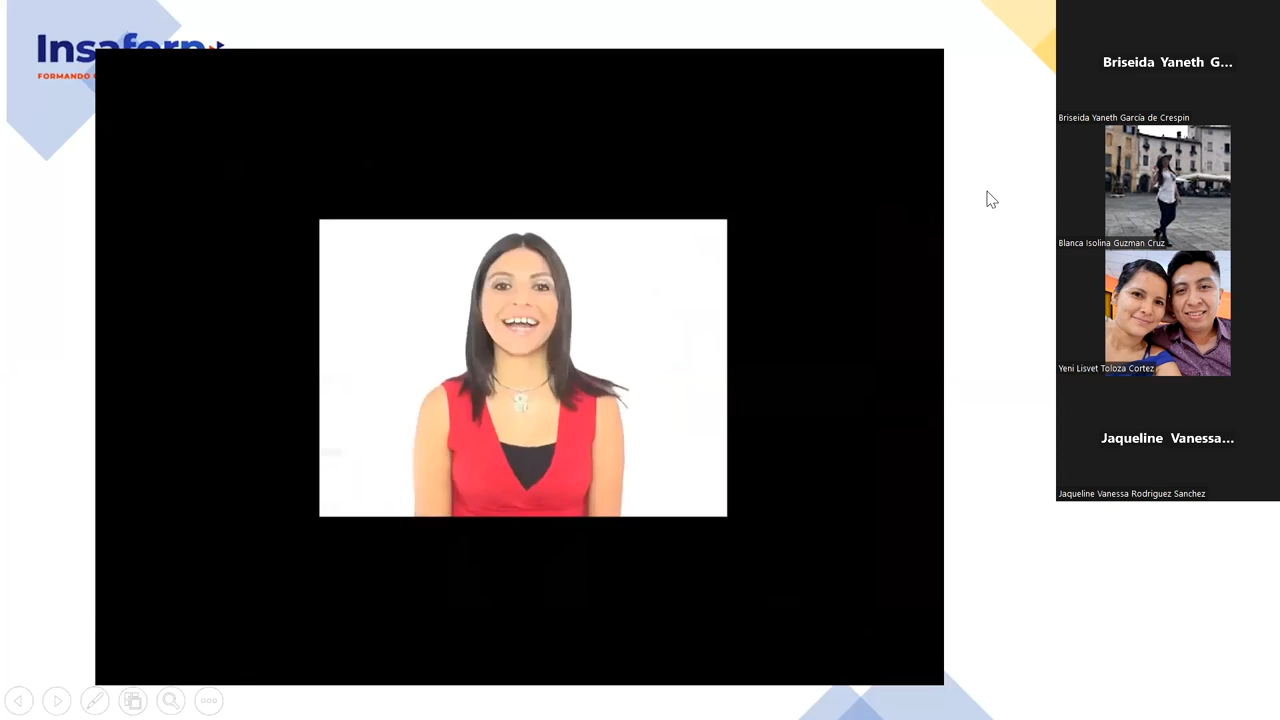 Insaforp
FORMANDO
Briseida Yaneth G...
Briseida Yaneth García de Crespin
Blanca Isolina Guzman Cruz
Yeni Lisvet Toloza Cortez
Jaqueline Vanessa...
Jaqueline Vanessa Rodriguez Sanchez